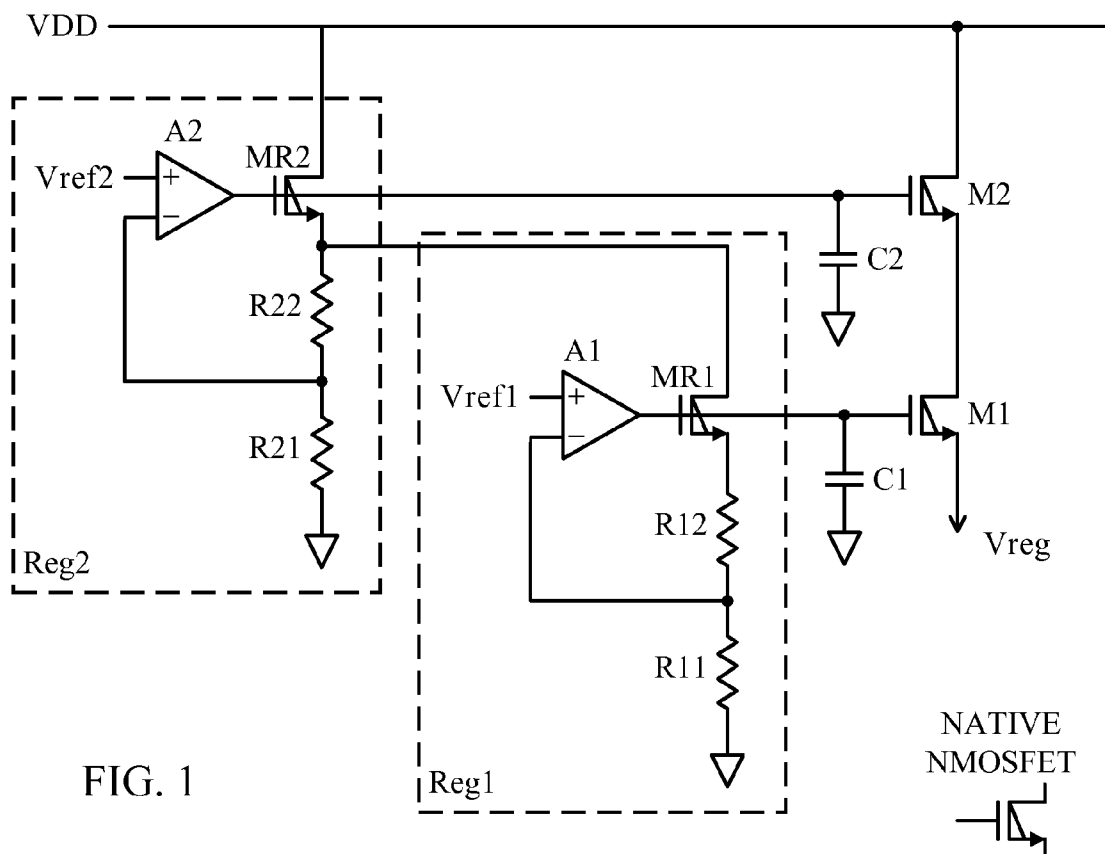 VDD
A2
MR2
Vref2
+
−
M2
C2
R22
A1
MR1
Vref1
+
−
M1
R21
C1
R12
Vreg
Reg2
R11
NATIVE
NMOSFET
FIG. 1
Reg1